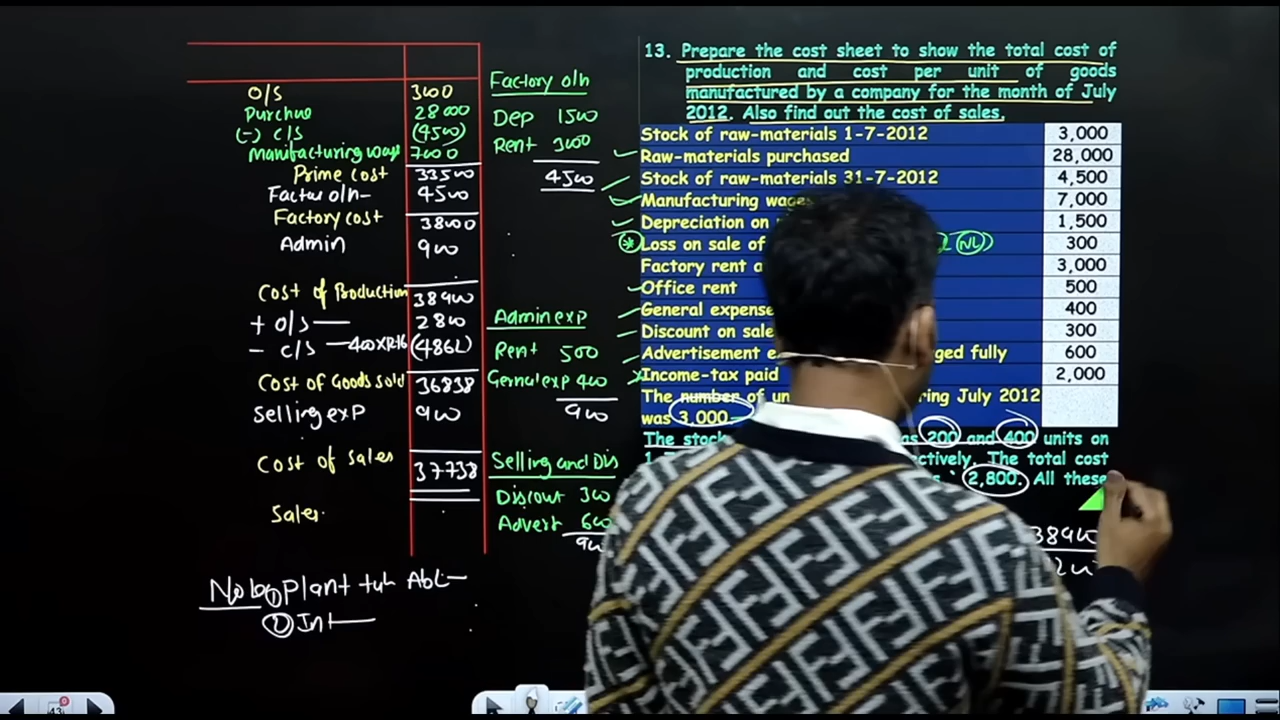 O/S 3000
Purchase 28000
(-) C/S (4500)
Manufacturing wages 7000
Prime cost 33500
4500
Factory cost 38000
Admin 900
Cost of Production 38900
+ O/S 2800
- C/S (4862)
Cost of Goods sold 36838
Selling exp 900
Cost of Sales 37738
Sales
Factory o/h
Dep 1500
Rent 3000
4500
Admin exp
Rent 500
General exp 400
900
Selling and Dis
Discount 300
Advert 600
900
Plant
② Int
13. Prepare the cost sheet to show the total cost of
production and cost per unit of goods
manufactured by a company for the month of July
2012. Also find out the cost of sales.
Stock of raw-materials 1-7-2012 3,000
Raw-materials purchased 28,000
Stock of raw-materials 31-7-2012 4,500
Manufacturing wages 7,000
Depreciation on 1,500
Loss on sale of 300
Factory rent 3,000
Office rent 500
General expenses 400
Discount on sale 300
Advertisement fully 600
Income-tax paid 2,000
The number of July 2012
was 3,000
The stock 200 and 400 units on
The total cost
2,800. All these
43